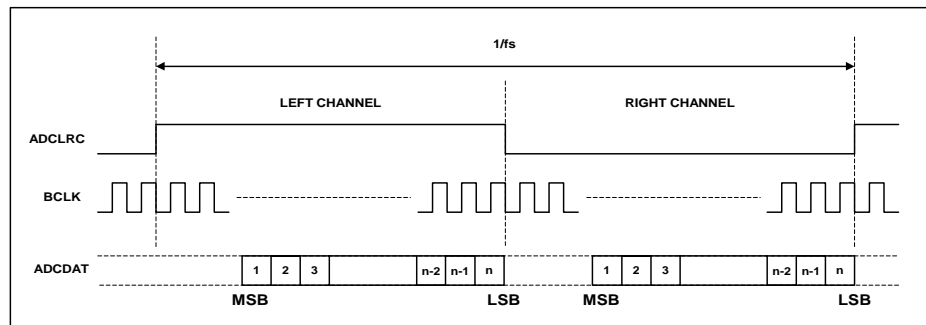 1/fs
LEFT CHANNEL RIGHT CHANNEL
ADCLRC
BCLK
ADCDAT 1 2 3 n-2 n-1 n 1 2 3 n-2 n-1 n
MSB LSB MSB LSB